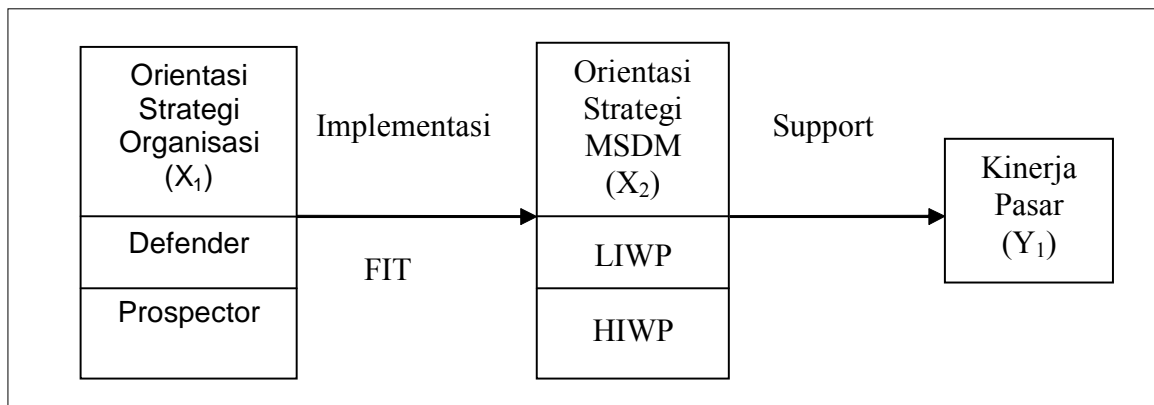 Orientasi
Strategi
Organisasi
(X₁)
Defender
Prospector
Implementasi
FIT
Orientasi
Strategi
MSDM
(X₂)
LIWP
HIWP
Support
Kinerja
Pasar
(Y₁)